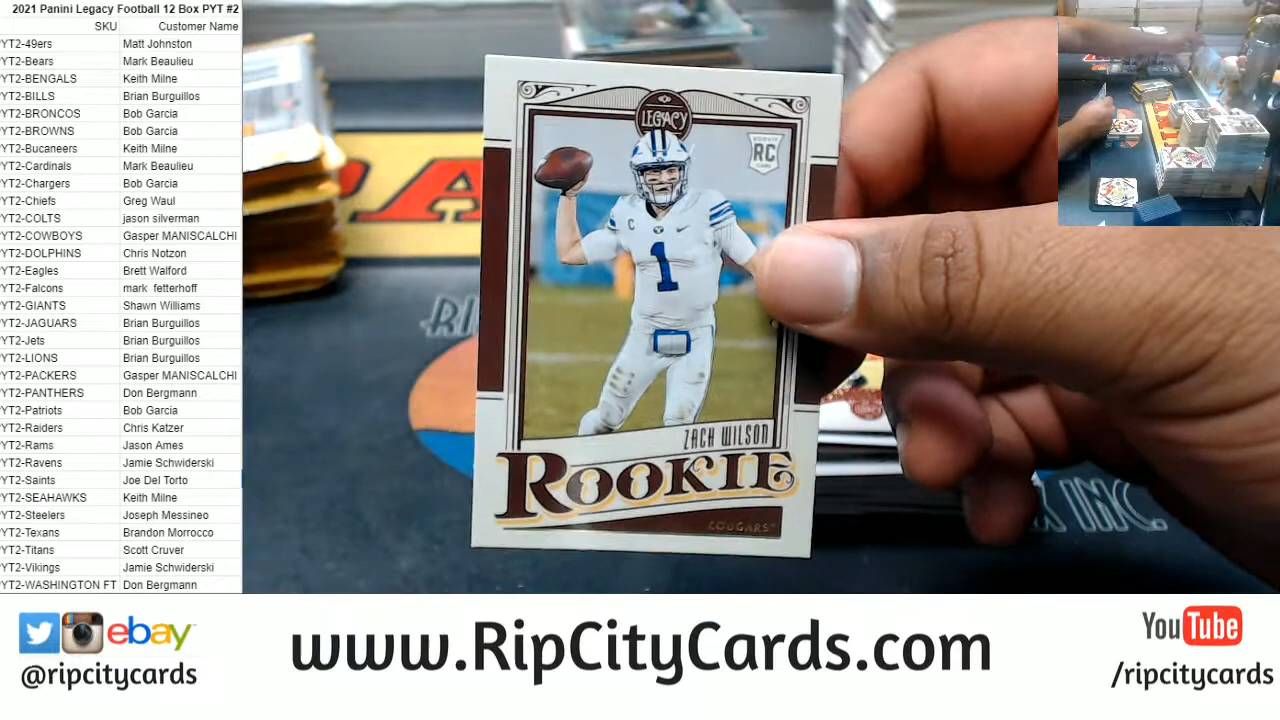 2021 Panini Legacy Football 12 Box PYT #2
SKU Customer Name
YT2-49ers Matt Johnston
YT2-Bears Mark Beaulieu
YT2-BENGALS Keith Milne
YT2-BILLS Brian Burguillos
YT2-BRONCOS Bob Garcia
YT2-BROWNS Bob Garcia
YT2-Bucaneers Keith Milne
YT2-Cardinals Mark Beaulieu
YT2-Chargers Bob Garcia
YT2-Chiefs Greg Waul
YT2-COLTS jason silverman
YT2-COWBOYS Gasper MANISCALCHI
YT2-DOLPHINS Chris Notzon
YT2-Eagles Brett Walford
YT2-Falcons mark fetterhoff
YT2-GIANTS Shawn Williams
YT2-JAGUARS Brian Burguillos
YT2-Jets Brian Burguillos
YT2-LIONS Brian Burguillos
YT2-PACKERS Gasper MANISCALCHI
YT2-PANTHERS Don Bergmann
YT2-Patriots Bob Garcia
YT2-Raiders Chris Katzer
YT2-Rams Jason Ames
YT2-Ravens Jamie Schwiderski
YT2-Saints Joe Del Torto
YT2-SEAHAWKS Keith Milne
YT2-Steelers Joseph Messineo
YT2-Texans Brandon Morrocco
YT2-Titans Scott Cruver
YT2-Vikings Jamie Schwiderski
YT2-WASHINGTON FT Don Bergmann
LEGACY
ROOKIE
RC
CARD
C
1
ZACH WILSON
ROOKIE
COUGARS
INC
ebay
@ripcitycards
www.RipCityCards.com
YouTube
/ripcitycards